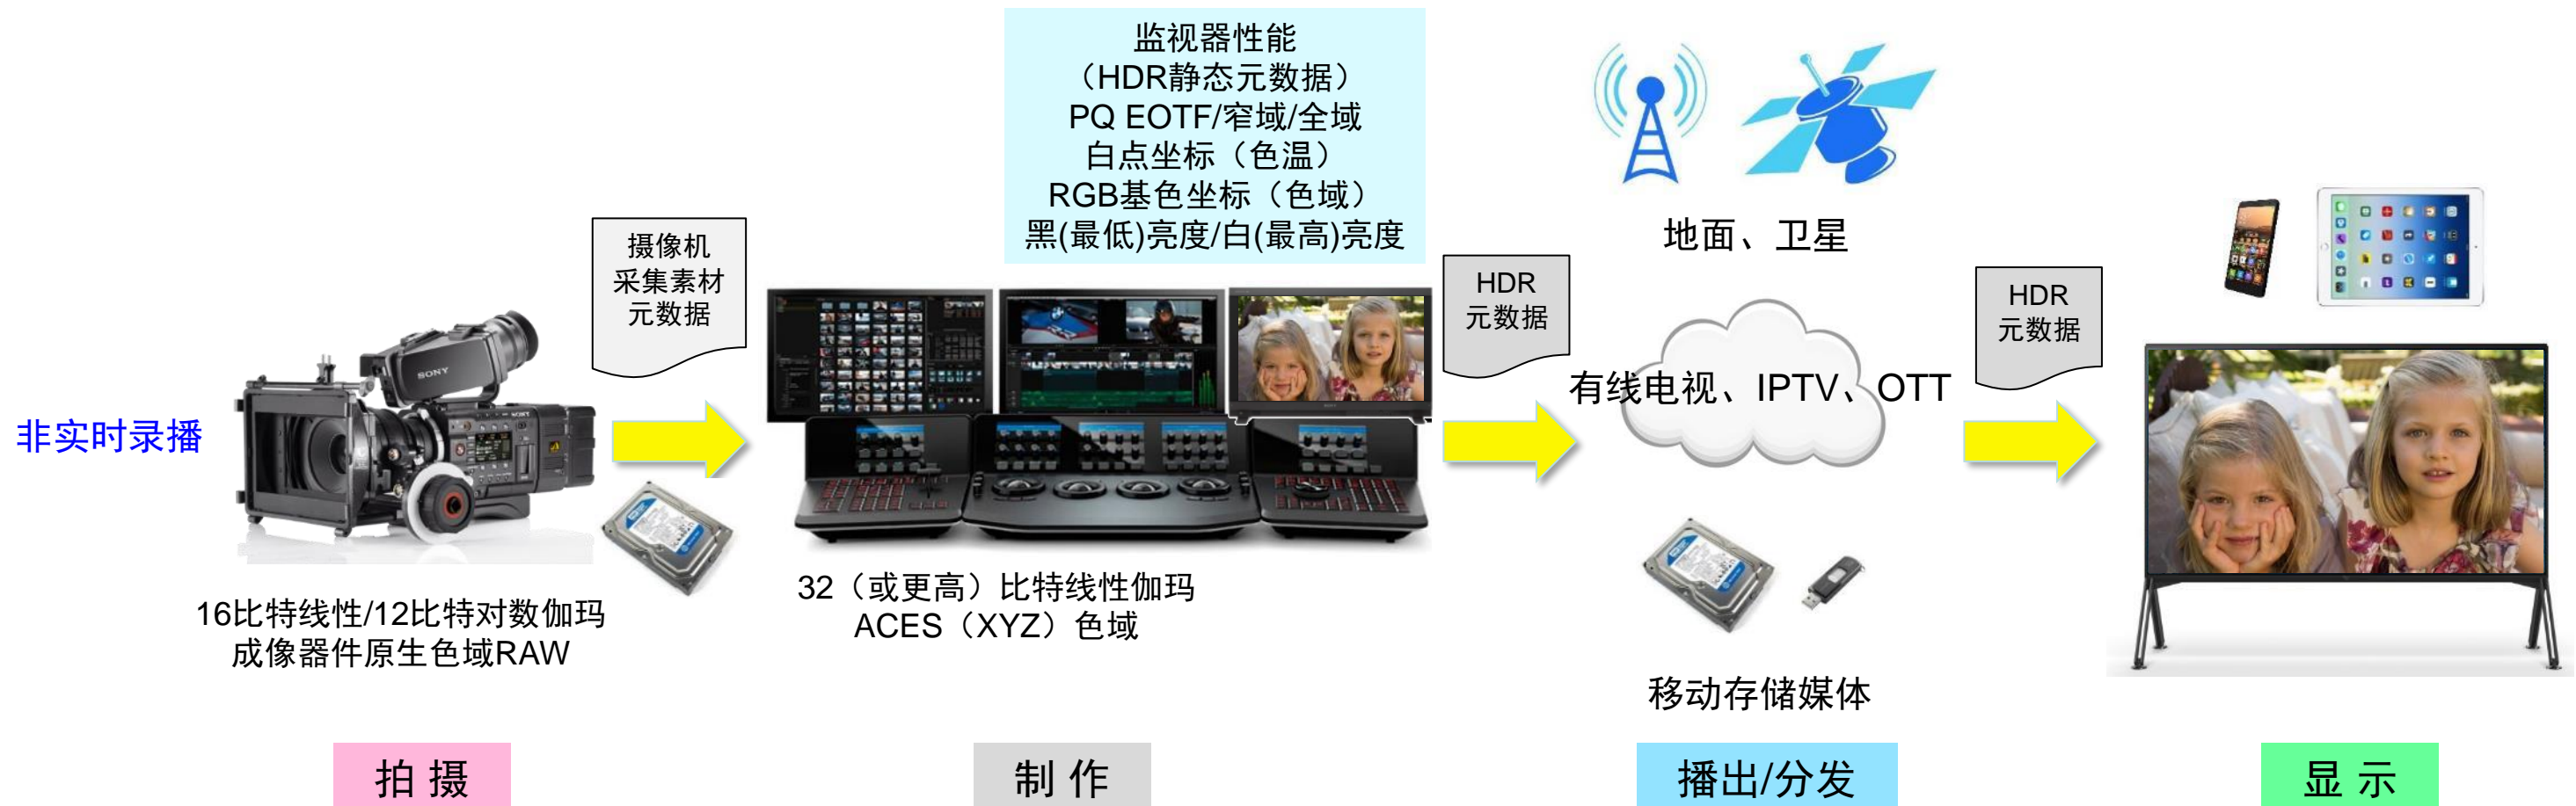 监视器性能
（HDR静态元数据）
PQ EOTF/窄域/全域
白点坐标（色温）
RGB基色坐标（色域）
黑(最低)亮度/白(最高)亮度
摄像机
采集素材
元数据
HDR
元数据
地面、卫星
HDR
元数据
有线电视、IPTV、OTT
非实时录播
SONY
SONY
16比特线性/12比特对数伽玛
成像器件原生色域RAW
32（或更高）比特线性伽玛
ACES（XYZ）色域
移动存储媒体
拍 摄
制 作
播出/分发
显 示